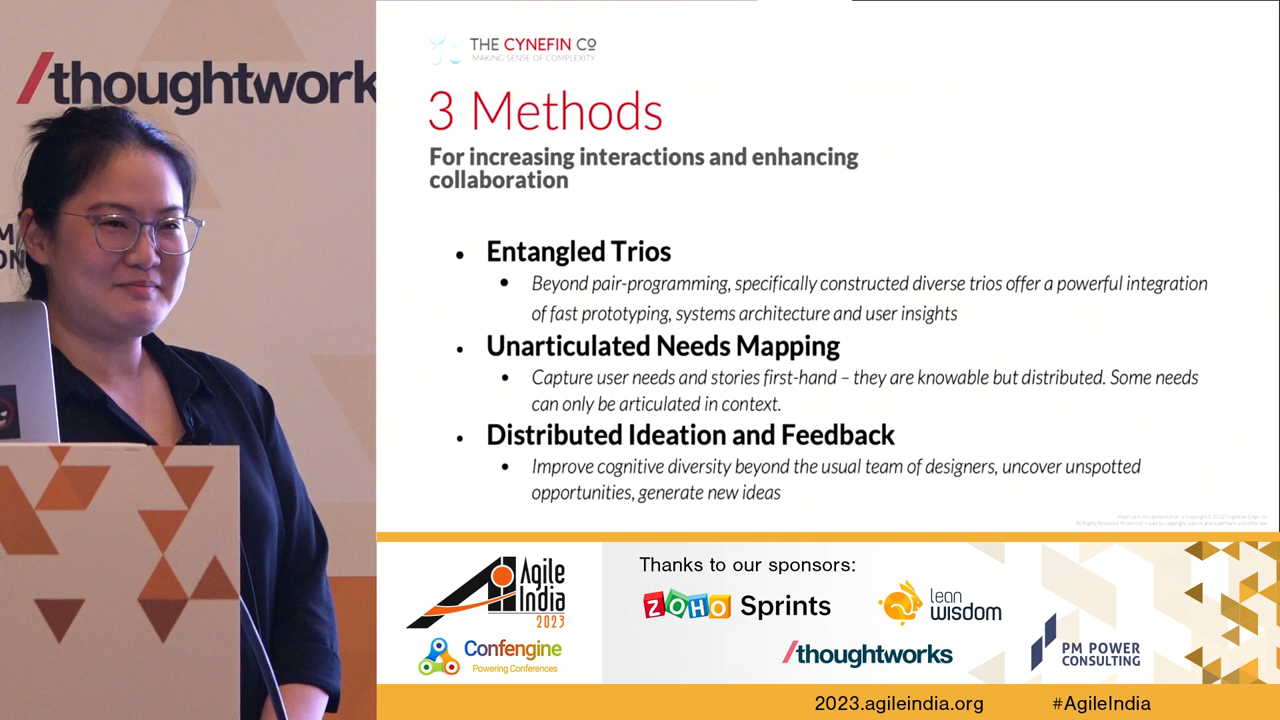 /thoughtwork
THE CYNEFIN CO
MAKING SENSE OF COMPLEXITY
3 Methods
For increasing interactions and enhancing
collaboration
• Entangled Trios
• Beyond pair-programming, specifically constructed diverse trios offer a powerful integration
of fast prototyping, systems architecture and user insights
• Unarticulated Needs Mapping
• Capture user needs and stories first-hand – they are knowable but distributed. Some needs
can only be articulated in context.
• Distributed Ideation and Feedback
• Improve cognitive diversity beyond the usual team of designers, uncover unspotted
opportunities, generate new ideas
Agile
India
2023
Confengine
Powering Conferences
Thanks to our sponsors:
ZOHO Sprints
lean
wisdom
/thoughtworks
PM POWER
CONSULTING
2023.agileindia.org
#AgileIndia